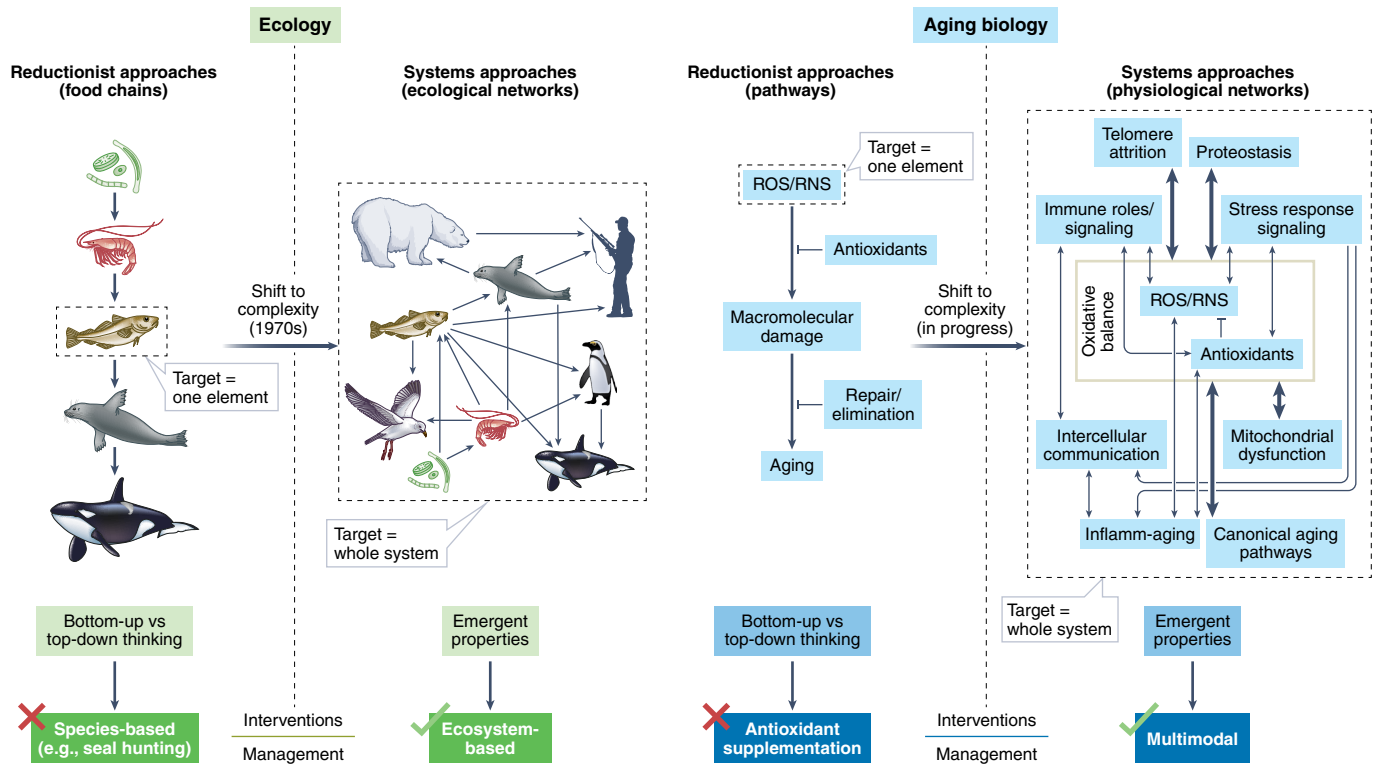 Ecology
Reductionist approaches
(food chains)
Systems approaches
(ecological networks)
Shift to
complexity
(1970s)
Target =
one element
Target =
whole system
Bottom-up vs
top-down thinking
Emergent
properties
Species-based
(e.g., seal hunting)
Interventions
Management
Ecosystem-
based
Aging biology
Reductionist approaches
(pathways)
Systems approaches
(physiological networks)
Target =
one element
ROS/RNS
Antioxidants
Macromolecular
damage
Repair/
elimination
Aging
Shift to
complexity
(in progress)
Telomere
attrition
Proteostasis
Immune roles/
signaling
Stress response
signaling
Oxidative
balance
ROS/RNS
Antioxidants
Intercellular
communication
Mitochondrial
dysfunction
Inflamm-aging
Canonical aging
pathways
Target =
whole system
Bottom-up vs
top-down thinking
Emergent
properties
Antioxidant
supplementation
Interventions
Management
Multimodal